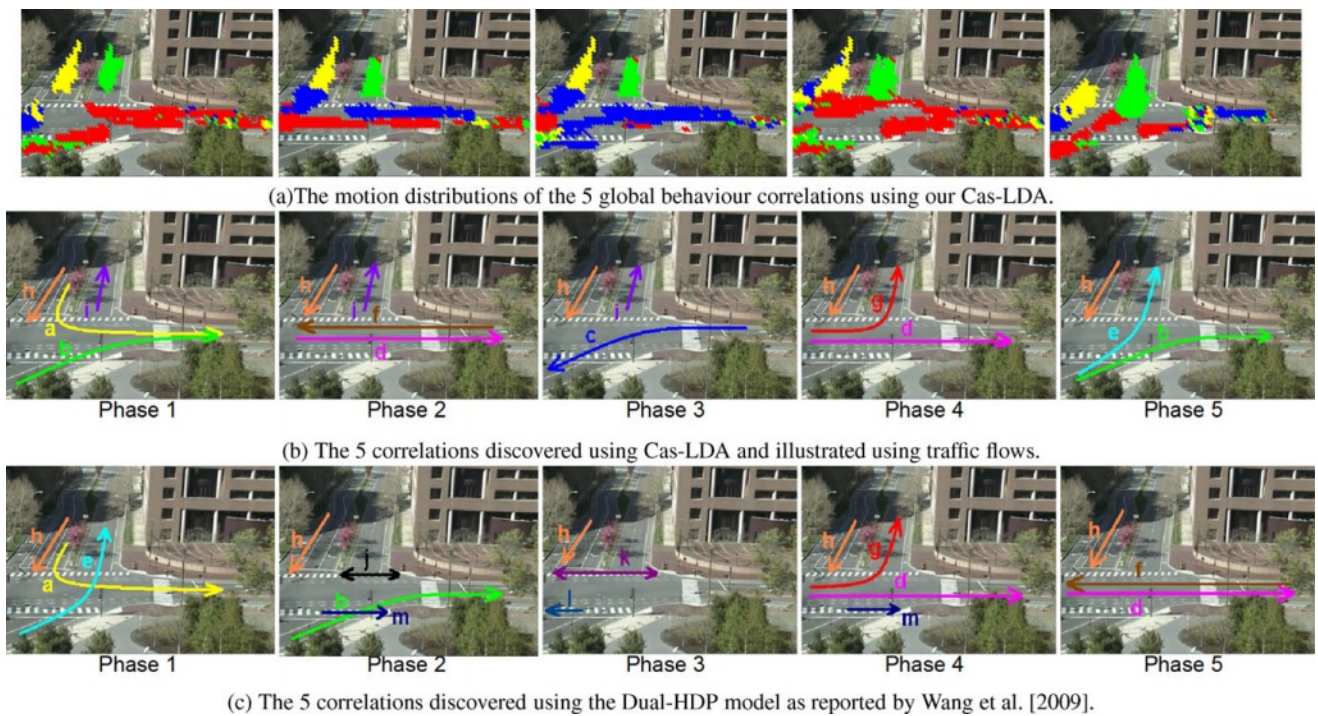 (a)The motion distributions of the 5 global behaviour correlations using our Cas-LDA.
h i a b
h i f d
h i c
h g d
e b
Phase 1 Phase 2 Phase 3 Phase 4 Phase 5
(b) The 5 correlations discovered using Cas-LDA and illustrated using traffic flows.
h e a
h j b m
h k l
h g d m
h f d
Phase 1 Phase 2 Phase 3 Phase 4 Phase 5
(c) The 5 correlations discovered using the Dual-HDP model as reported by Wang et al. [2009].